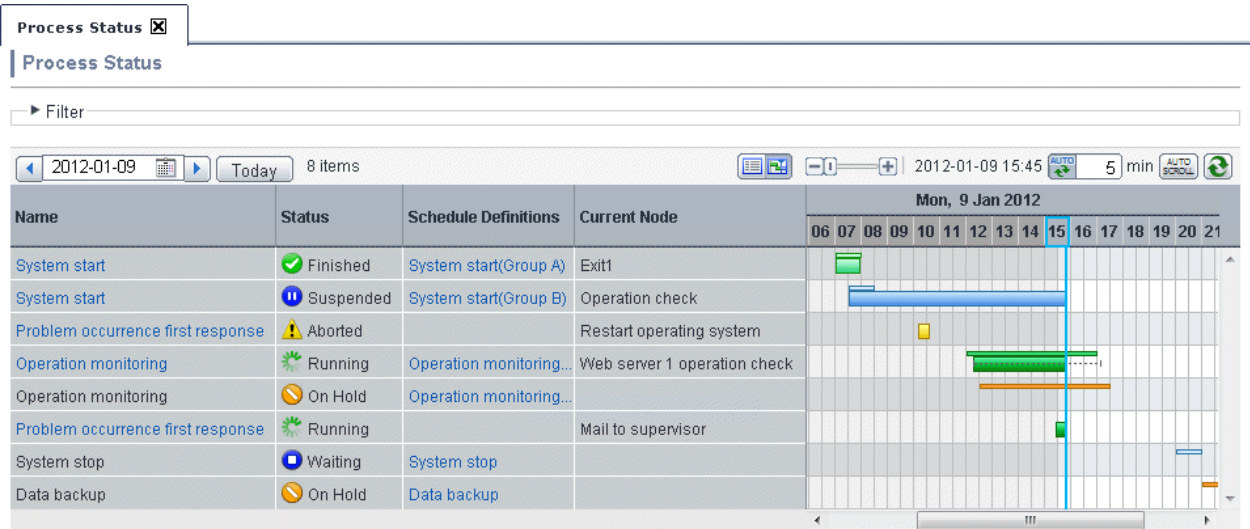 Process Status
Process Status
Filter
2012-01-09 Today 8 items 2012-01-09 15:45 AUTO 5 min AUTO SCROLL
Mon, 9 Jan 2012
Name Status Schedule Definitions Current Node
06 07 08 09 10 11 12 13 14 15 16 17 18 19 20 21
System start Finished System start(Group A) Exit1
System start Suspended System start(Group B) Operation check
Problem occurrence first response Aborted Restart operating system
Operation monitoring Running Operation monitoring... Web server 1 operation check
Operation monitoring On Hold Operation monitoring...
Problem occurrence first response Running Mail to supervisor
System stop Waiting System stop
Data backup On Hold Data backup